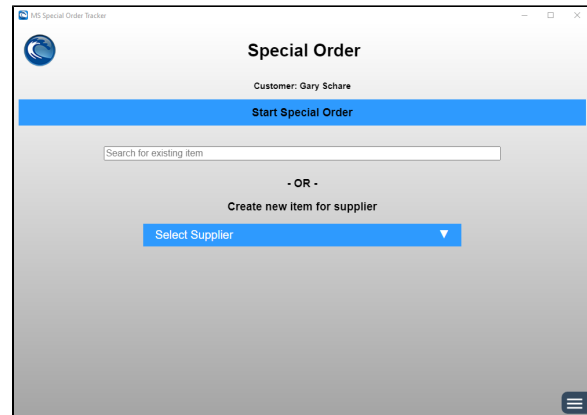 MS Special Order Tracker
Special Order
Customer: Gary Schare
Start Special Order
Search for existing item
- OR -
Create new item for supplier
Select Supplier